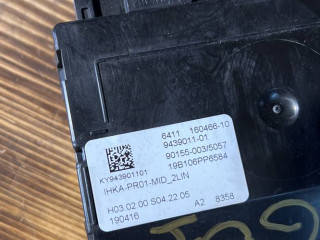 6411 160466-10
9439011-01
90155-003/5057
19B106PP6584
KY943901101
IHKA-PR01-MID_2LIN
H03.02.00 S04.22.05
190416 A2 8358